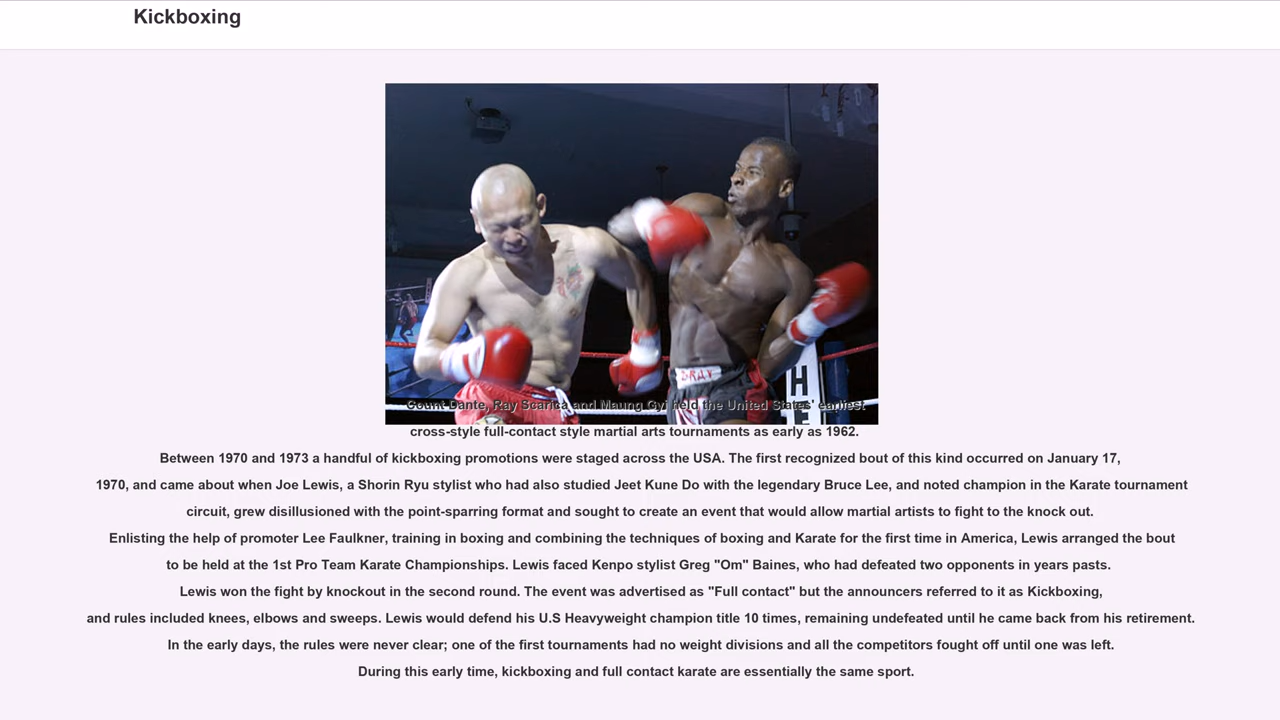 Kickboxing
BRAY
H
E
Count Dante, Ray Scarica and Maung Gyi held the United States' earliest
cross-style full-contact style martial arts tournaments as early as 1962.
Between 1970 and 1973 a handful of kickboxing promotions were staged across the USA. The first recognized bout of this kind occurred on January 17,
1970, and came about when Joe Lewis, a Shorin Ryu stylist who had also studied Jeet Kune Do with the legendary Bruce Lee, and noted champion in the Karate tournament
circuit, grew disillusioned with the point-sparring format and sought to create an event that would allow martial artists to fight to the knock out.
Enlisting the help of promoter Lee Faulkner, training in boxing and combining the techniques of boxing and Karate for the first time in America, Lewis arranged the bout
to be held at the 1st Pro Team Karate Championships. Lewis faced Kenpo stylist Greg "Om" Baines, who had defeated two opponents in years pasts.
Lewis won the fight by knockout in the second round. The event was advertised as "Full contact" but the announcers referred to it as Kickboxing,
and rules included knees, elbows and sweeps. Lewis would defend his U.S Heavyweight champion title 10 times, remaining undefeated until he came back from his retirement.
In the early days, the rules were never clear; one of the first tournaments had no weight divisions and all the competitors fought off until one was left.
During this early time, kickboxing and full contact karate are essentially the same sport.